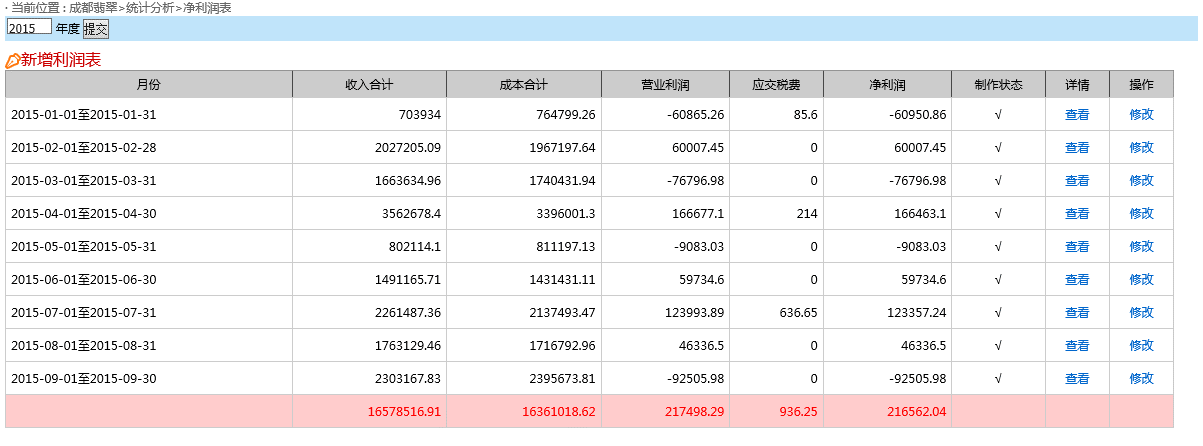 · 当前位置：成都翡翠>统计分析>净利润表
2015 年度 提交
新增利润表
月份 收入合计 成本合计 营业利润 应交税费 净利润 制作状态 详情 操作
2015-01-01至2015-01-31 703934 764799.26 -60865.26 85.6 -60950.86 √ 查看 修改
2015-02-01至2015-02-28 2027205.09 1967197.64 60007.45 0 60007.45 √ 查看 修改
2015-03-01至2015-03-31 1663634.96 1740431.94 -76796.98 0 -76796.98 √ 查看 修改
2015-04-01至2015-04-30 3562678.4 3396001.3 166677.1 214 166463.1 √ 查看 修改
2015-05-01至2015-05-31 802114.1 811197.13 -9083.03 0 -9083.03 √ 查看 修改
2015-06-01至2015-06-30 1491165.71 1431431.11 59734.6 0 59734.6 √ 查看 修改
2015-07-01至2015-07-31 2261487.36 2137493.47 123993.89 636.65 123357.24 √ 查看 修改
2015-08-01至2015-08-31 1763129.46 1716792.96 46336.5 0 46336.5 √ 查看 修改
2015-09-01至2015-09-30 2303167.83 2395673.81 -92505.98 0 -92505.98 √ 查看 修改
16578516.91 16361018.62 217498.29 936.25 216562.04